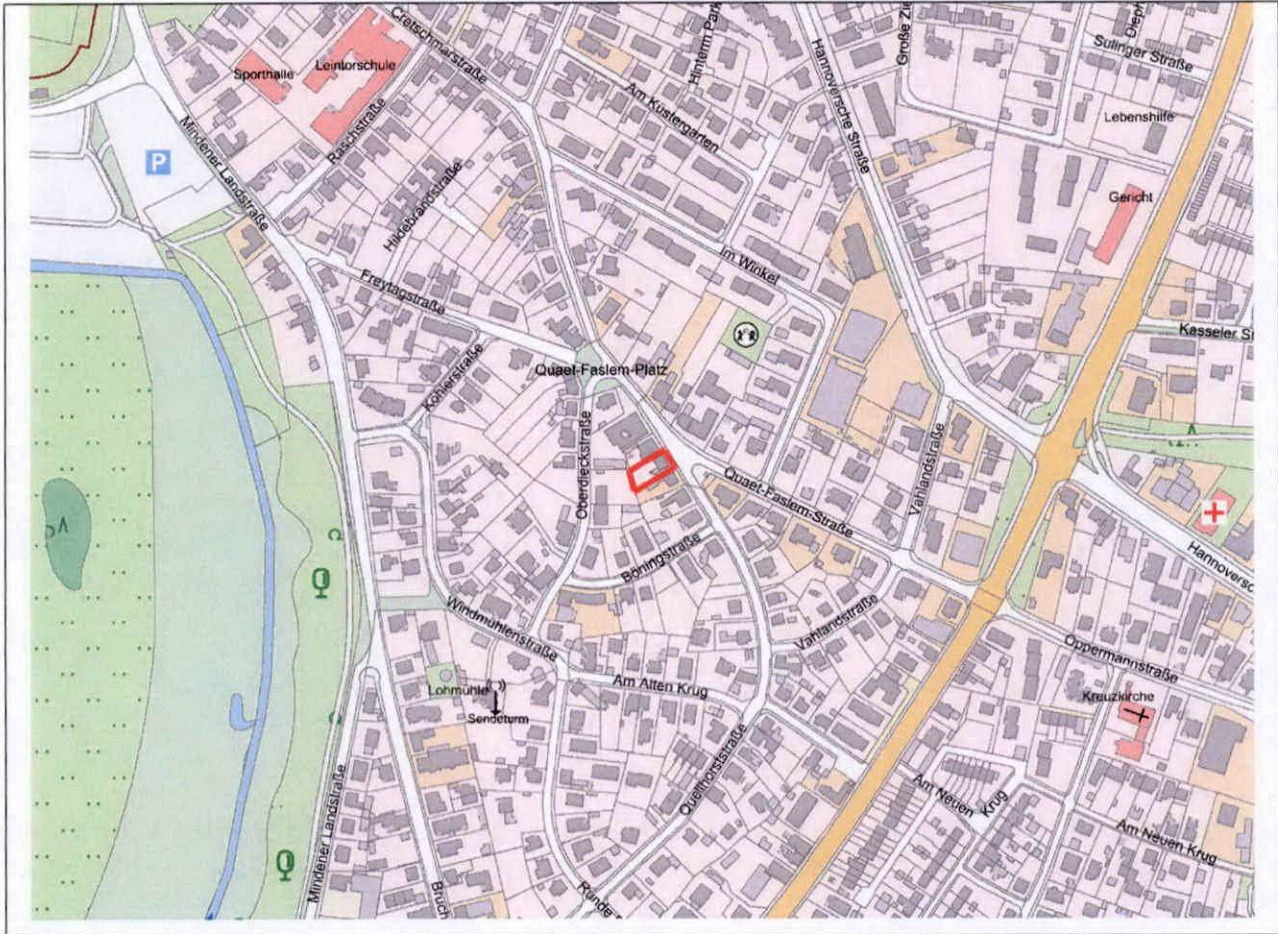 Cretschmarstraße
Große Zie
Sulinger Straße
Sporthalle
Leintorschule
Hinterm Park
Am Küstergarten
Hannoversche Straße
Lebenshilfe
Mindener Landstraße
Raschstraße
P
Hildebrandstraße
Gericht
Im Winkel
Freytagstraße
Kasseler St
Kohlerstraße
Quaet-Faslem-Platz
Oberdieckstraße
Quaet-Faslem-Straße
Vahlandstraße
Hannoversc
Böningstraße
Windmühlenstraße
Vahlandstraße
Oppermannstraße
Lohmühle
Am Alten Krug
Kreuzkirche
Sendeturm
Quellhorststraße
Am Neuen Krug
Am Neuen Krug
Mindener Landstraße
Bruch